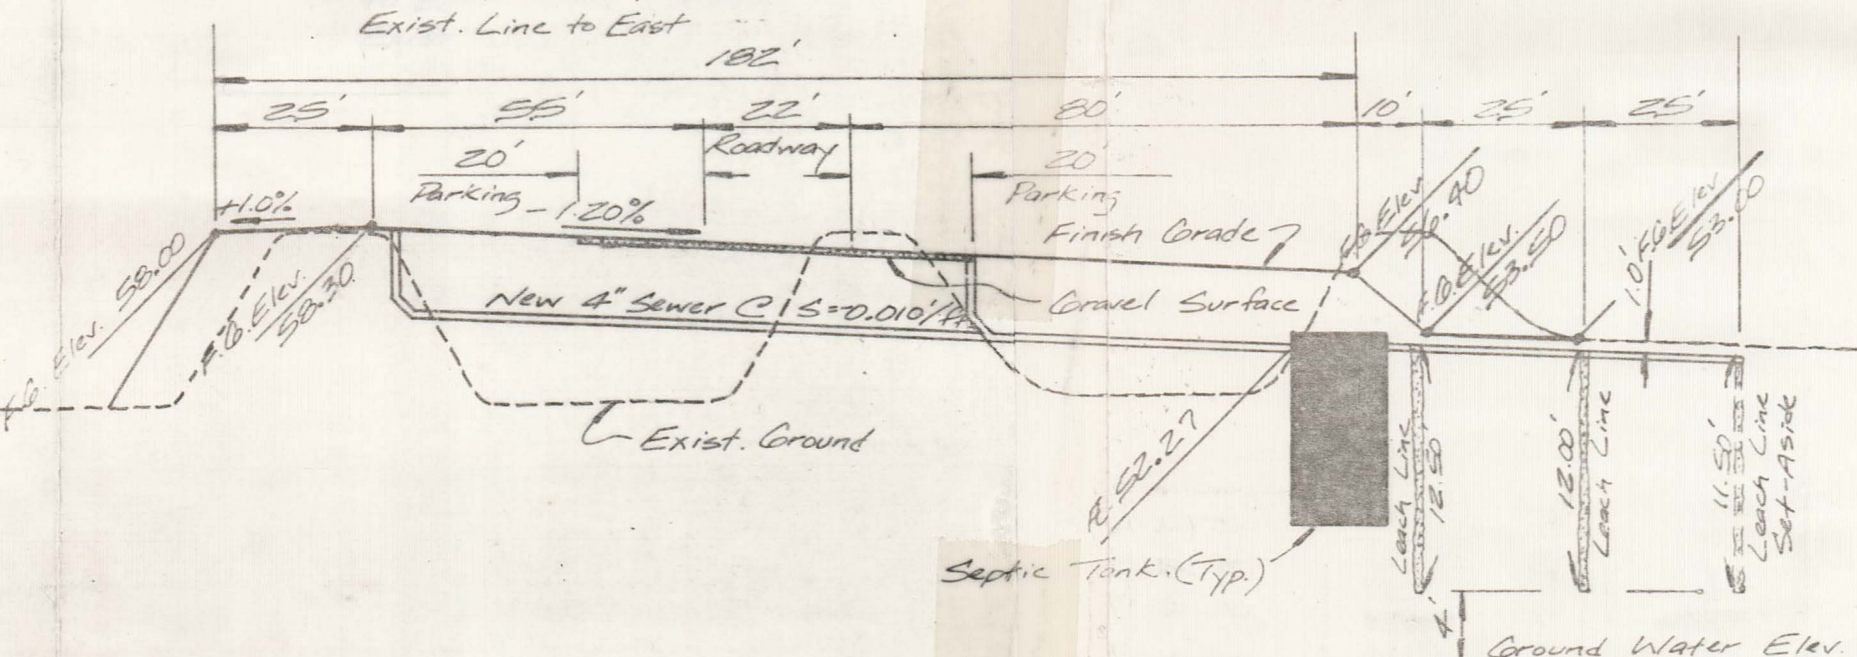 Exist. Line to East
182'
25'
55'
22'
80'
10'
25'
25'
Roadway
20'
Parking
20'
Parking
+1.0%
-1.20%
Finish Grade
F.G. Elev. 58.00
F.G. Elev.
58.30
F.G. Elev.
56.40
F.G. Elev.
53.50
1.0'
F.G. Elev.
53.00
New 4" Sewer @ S=0.010'/ft.
Gravel Surface
Exist. Ground
52.27
Septic Tank. (Typ.)
Leach Line
12.50'
12.00'
Leach Line
11.50'
Leach Line
Set-Aside
4'
Ground Water Elev.